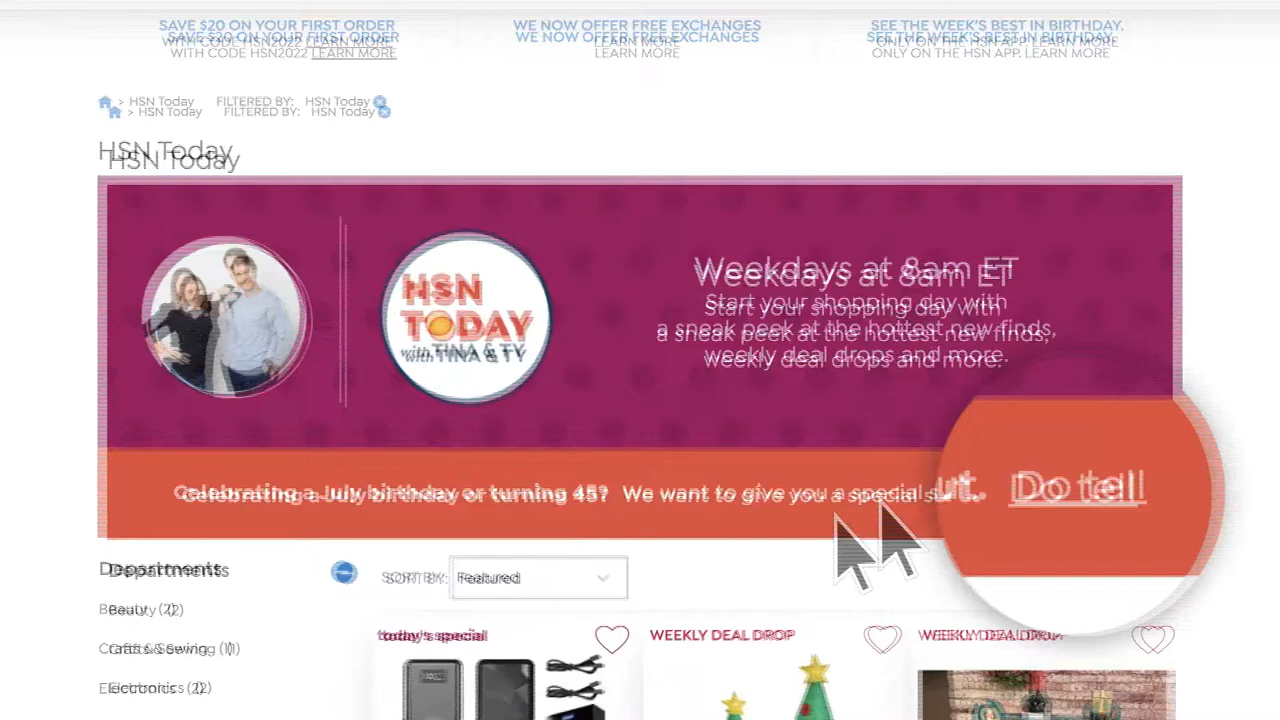 SAVE $20 ON YOUR FIRST ORDER
WITH CODE HSN2022 LEARN MORE
WE NOW OFFER FREE EXCHANGES
LEARN MORE
SEE THE WEEK'S BEST IN BIRTHDAY.
ONLY ON THE HSN APP. LEARN MORE
> HSN Today FILTERED BY: HSN Today
HSN Today
HSN
TODAY
with TINA & TY
Weekdays at 8am ET
Start your shopping day with
a sneak peek at the hottest new finds,
weekly deal drops and more.
Celebrating a July birthday or turning 45? We want to give you a special s
ut. Do tell
Departments
SORT BY: Featured
Beauty (2)
Crafts & Sewing (1)
Electronics (2)
today's special
WEEKLY DEAL DROP
WEEKLY DEAL DROP